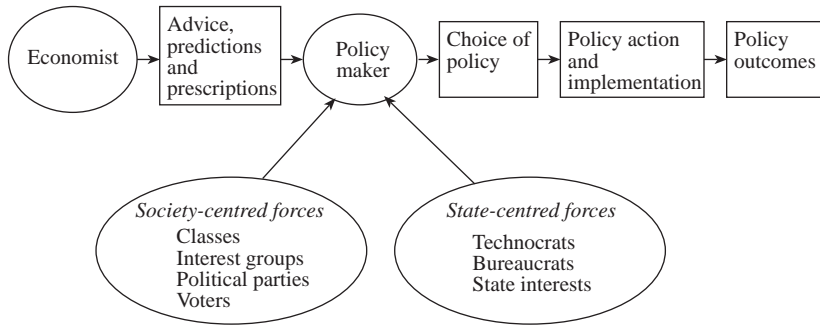 Economist
Advice,
predictions
and
prescriptions
Policy
maker
Choice of
policy
Policy action
and
implementation
Policy
outcomes
Society-centred forces
Classes
Interest groups
Political parties
Voters
State-centred forces
Technocrats
Bureaucrats
State interests